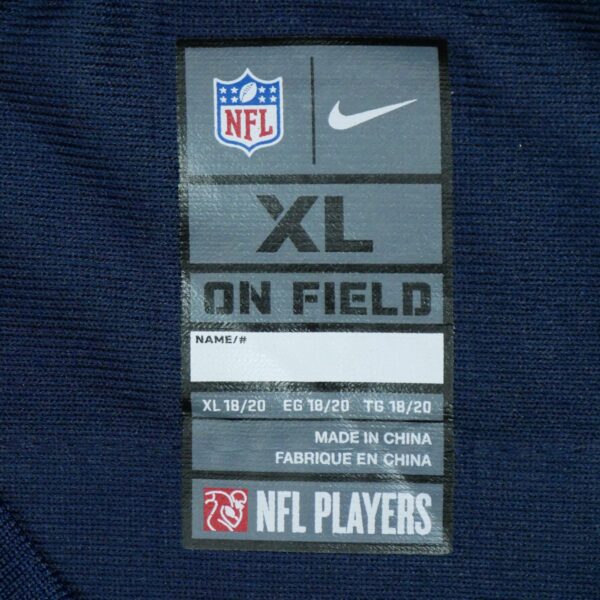 NFL
XL
ON FIELD
NAME/#
XL 18/20 EG 18/20 TG 18/20
MADE IN CHINA
FABRIQUE EN CHINA
NFL PLAYERS